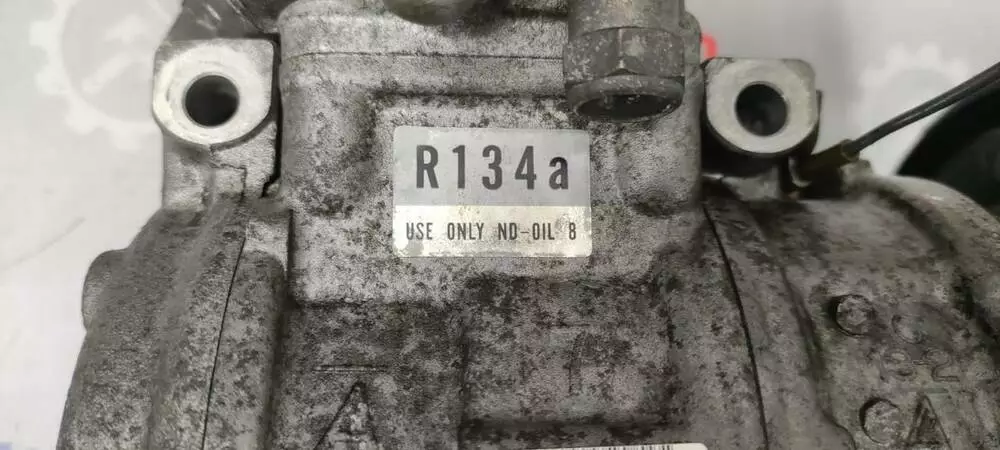 R134a
USE ONLY ND-OIL 8
A